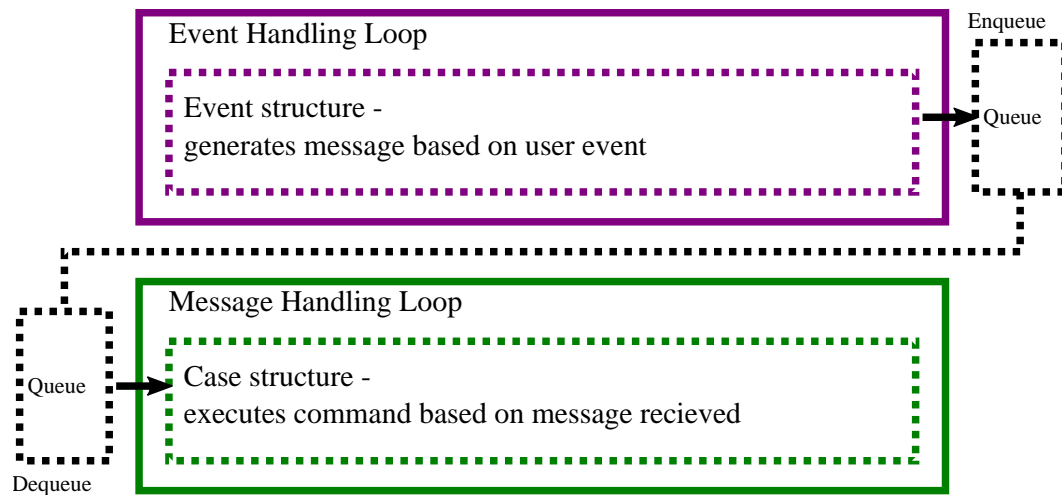 Event Handling Loop
Enqueue
Event structure -
generates message based on user event
Queue
Message Handling Loop
Case structure -
executes command based on message recieved
Queue
Dequeue